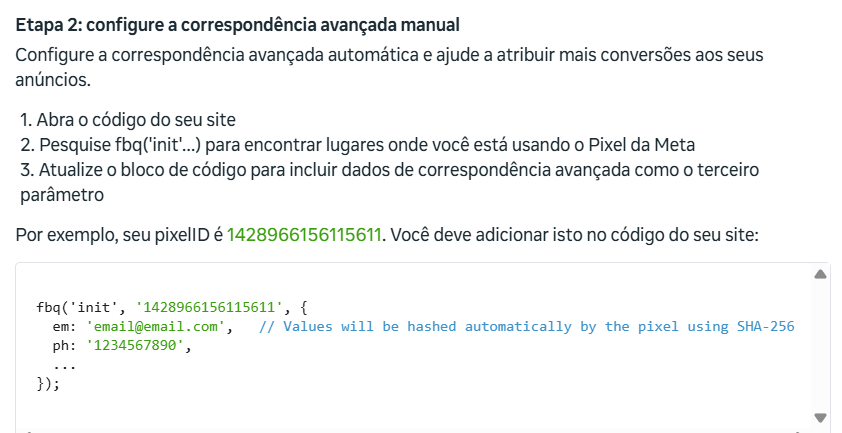 Etapa 2: configure a correspondência avançada manual
Configure a correspondência avançada automática e ajude a atribuir mais conversões aos seus
anúncios.
1. Abra o código do seu site
2. Pesquise fbq('init'...) para encontrar lugares onde você está usando o Pixel da Meta
3. Atualize o bloco de código para incluir dados de correspondência avançada como o terceiro
parâmetro
Por exemplo, seu pixelID é 1428966156115611. Você deve adicionar isto no código do seu site:
fbq('init', '1428966156115611', {
em: 'email@email.com', // Values will be hashed automatically by the pixel using SHA-256
ph: '1234567890',
...
});